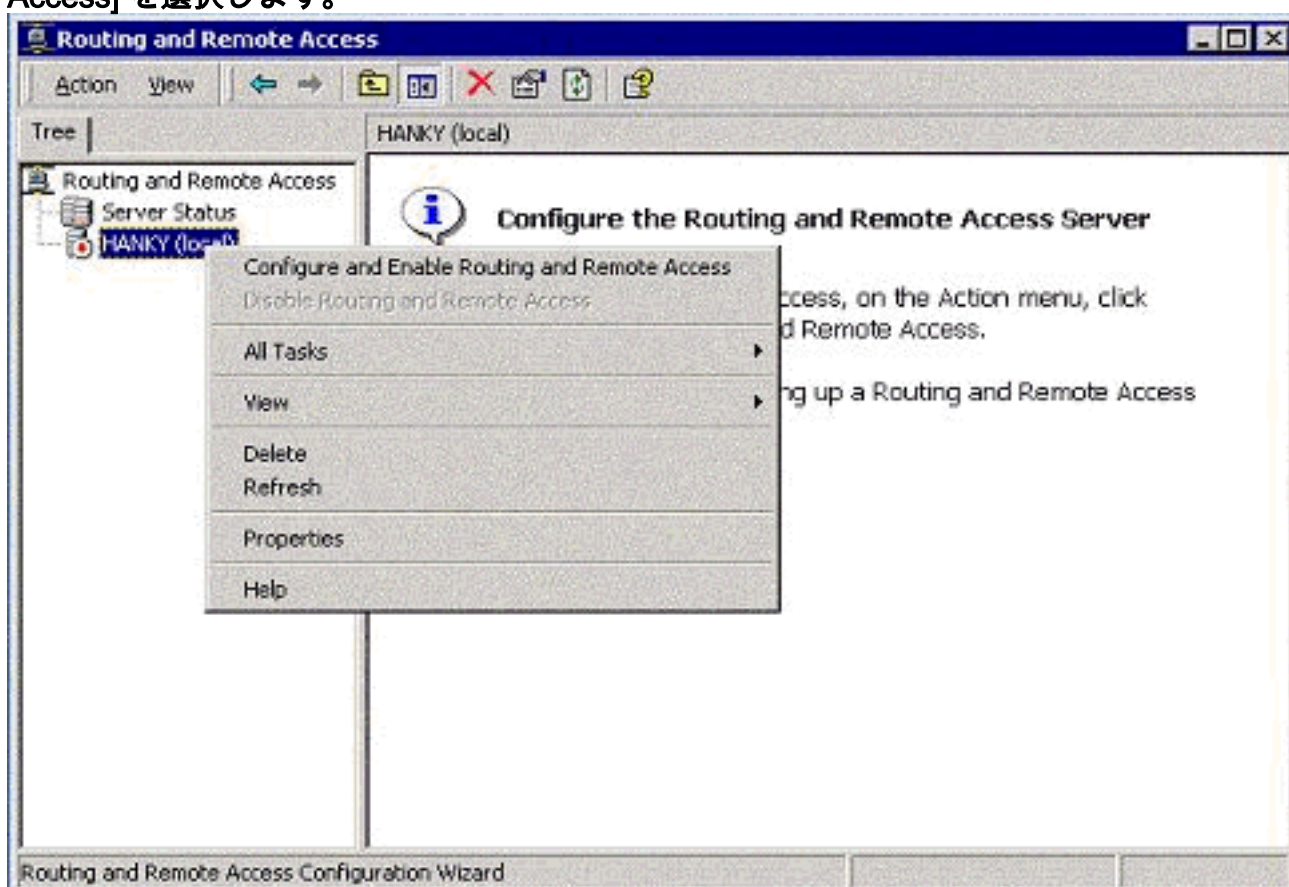 Access] を選択します。
Routing and Remote Access
Action View
Tree
HANKY (local)
Routing and Remote Access
Server Status
HANKY (local)
Configure the Routing and Remote Access Server
Configure and Enable Routing and Remote Access
Disable Routing and Remote Access
All Tasks
View
Delete
Refresh
Properties
Help
ccess, on the Action menu, click
d Remote Access.
ng up a Routing and Remote Access
Routing and Remote Access Configuration Wizard